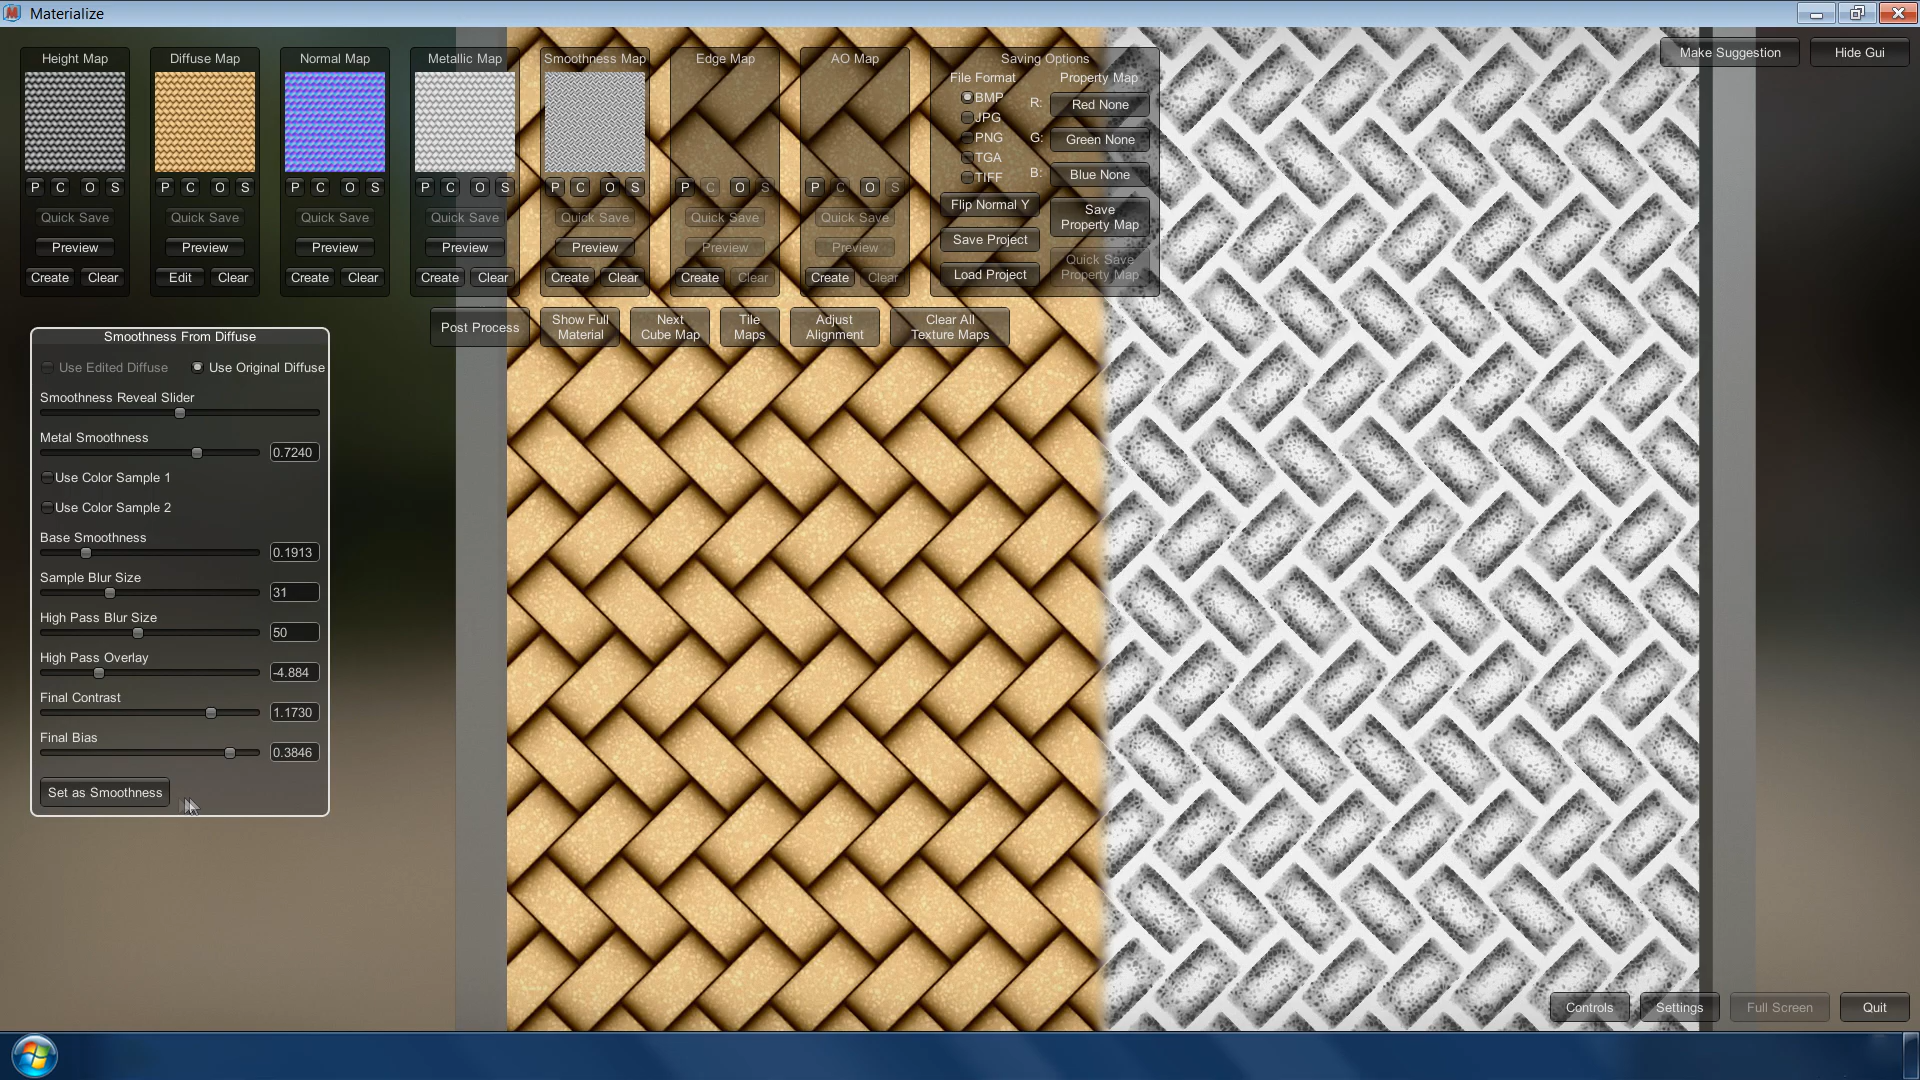 Materialize
Height Map
Diffuse Map
Normal Map
Metallic Map
Smoothness Map
Edge Map
AO Map
Saving Options
Make Suggestion
Hide Gui
File Format
Property Map
BMP
R:
Red None
JPG
PNG
G:
Green None
TGA
B:
Blue None
TIFF
P C O S
P C O S
P C O S
P C O S
P C O S
P C O S
P C O S
Flip Normal Y
Save
Property Map
Quick Save
Quick Save
Quick Save
Quick Save
Quick Save
Quick Save
Quick Save
Save Project
Preview
Preview
Preview
Preview
Preview
Preview
Preview
Quick Save
Property Map
Load Project
Create Clear
Edit Clear
Create Clear
Create Clear
Create Clear
Create Clear
Create Clear
Post Process
Show Full
Material
Next
Cube Map
Tile
Maps
Adjust
Alignment
Clear All
Texture Maps
Smoothness From Diffuse
Use Edited Diffuse
Use Original Diffuse
Smoothness Reveal Slider
Metal Smoothness
0.7240
Use Color Sample 1
Use Color Sample 2
Base Smoothness
0.1913
Sample Blur Size
31
High Pass Blur Size
50
High Pass Overlay
-4.884
Final Contrast
1.1730
Final Bias
0.3846
Set as Smoothness
Controls
Settings
Full Screen
Quit